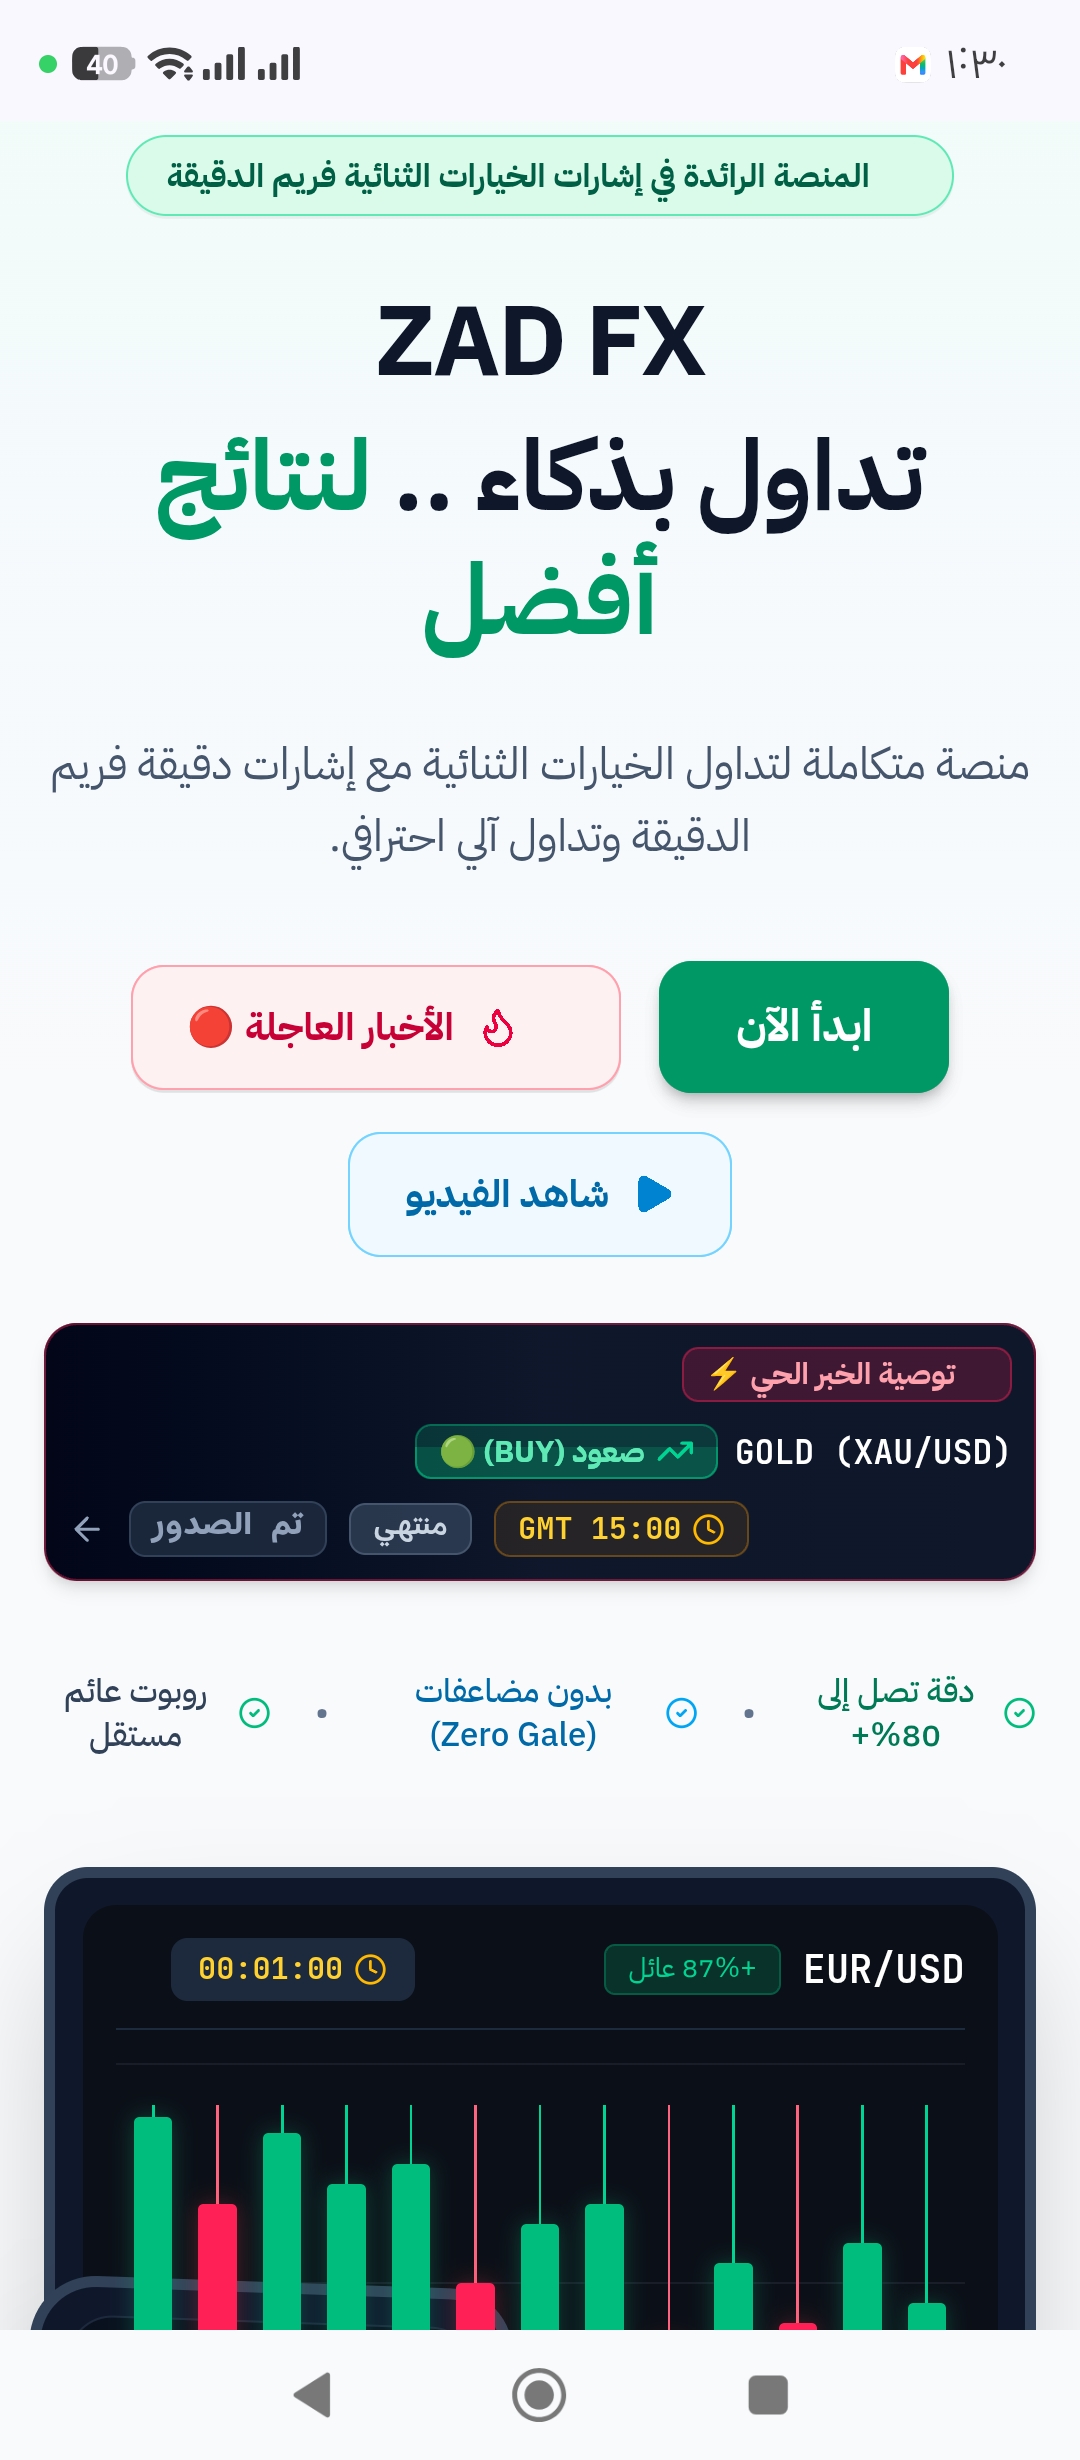 40
١:٣٠
المنصة الرائدة في إشارات الخيارات الثنائية فريم الدقيقة
ZAD FX
تداول بذكاء .. لنتائج
أفضل
منصة متكاملة لتداول الخيارات الثنائية مع إشارات دقيقة فريم
الدقيقة وتداول آلي احترافي.
ابدأ الآن
الأخبار العاجلة 🔴
شاهد الفيديو
توصية الخبر الحي ⚡
GOLD (XAU/USD)
صعود (BUY) 🟢
GMT 15:00
منتهي
تم الصدور
دقة تصل إلى
80%+
بدون مضاعفات
(Zero Gale)
روبوت عائم
مستقل
EUR/USD
+87% عائل
00:01:00